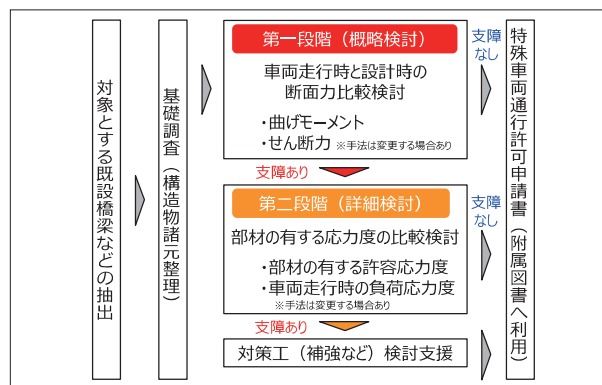 対象とする既設橋梁などの抽出
基礎調査（構造物諸元整理）
第一段階（概略検討）
車両走行時と設計時の
断面力比較検討
・曲げモーメント
・せん断力 ※手法は変更する場合あり
支障なし
支障あり
第二段階（詳細検討）
部材の有する応力度の比較検討
・部材の有する許容応力度
・車両走行時の負荷応力度
※手法は変更する場合あり
支障なし
支障あり
対策工（補強など）検討支援
特殊車両通行許可申請書（附属図書へ利用）